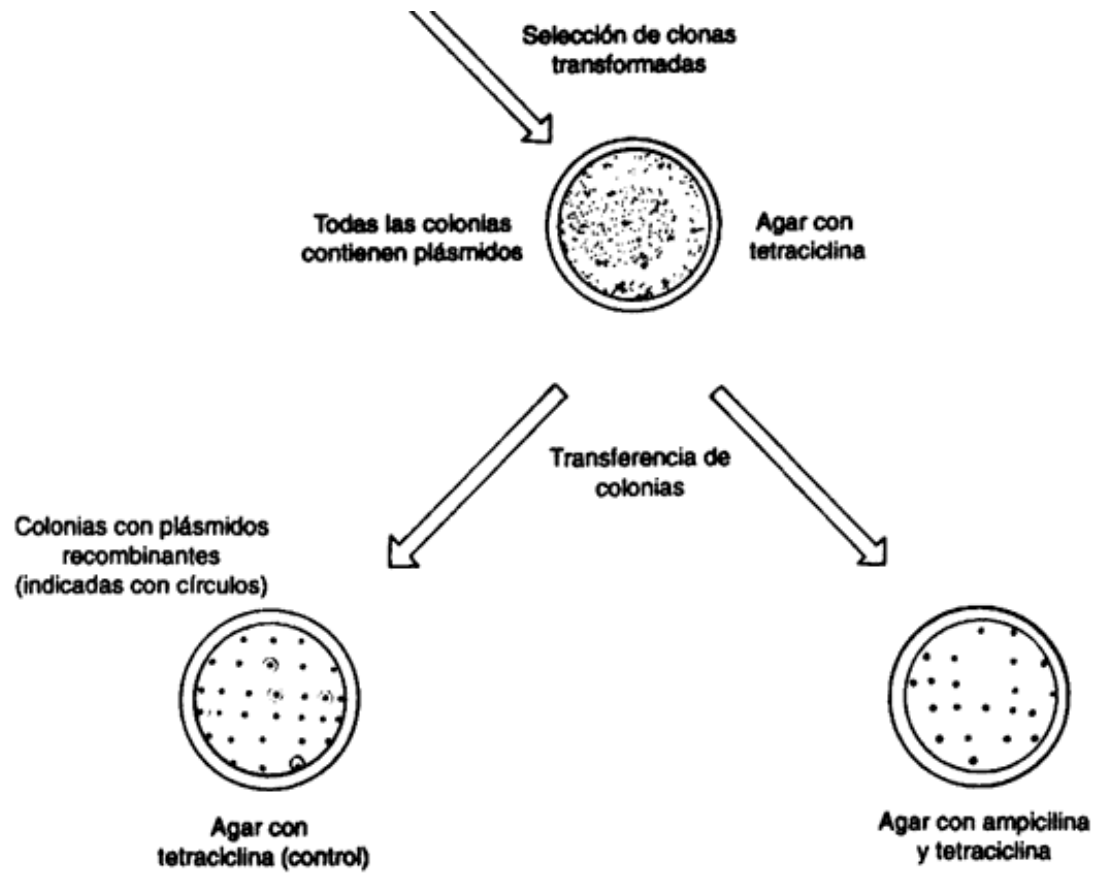 Selección de clonas
transformadas
Todas las colonias
contienen plásmidos
Agar con
tetraciclina
Transferencia de
colonias
Colonias con plásmidos
recombinantes
(indicadas con círculos)
Agar con
tetraciclina (control)
Agar con ampicilina
y tetraciclina